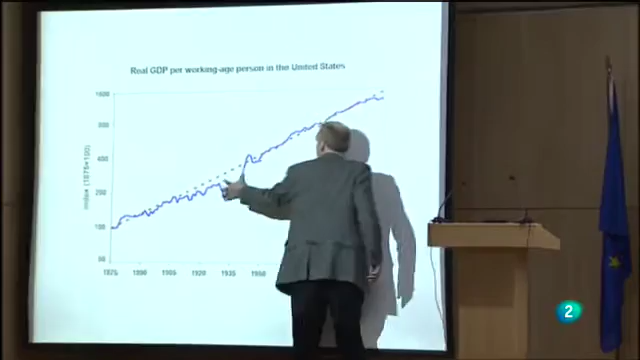 Real GDP per working-age person in the United States
1600
800
400
200
100
50
index (1875=100)
1875 1890 1905 1920 1935 1950
2